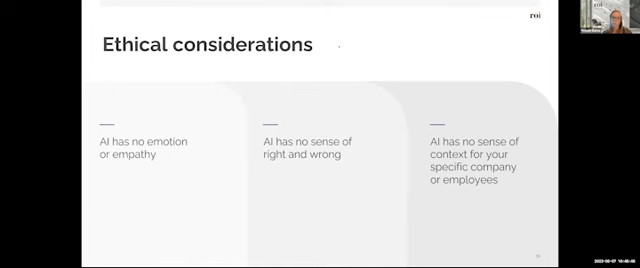 roi
Ethical considerations
AI has no emotion
or empathy
AI has no sense of
right and wrong
AI has no sense of
context for your
specific company
or employees